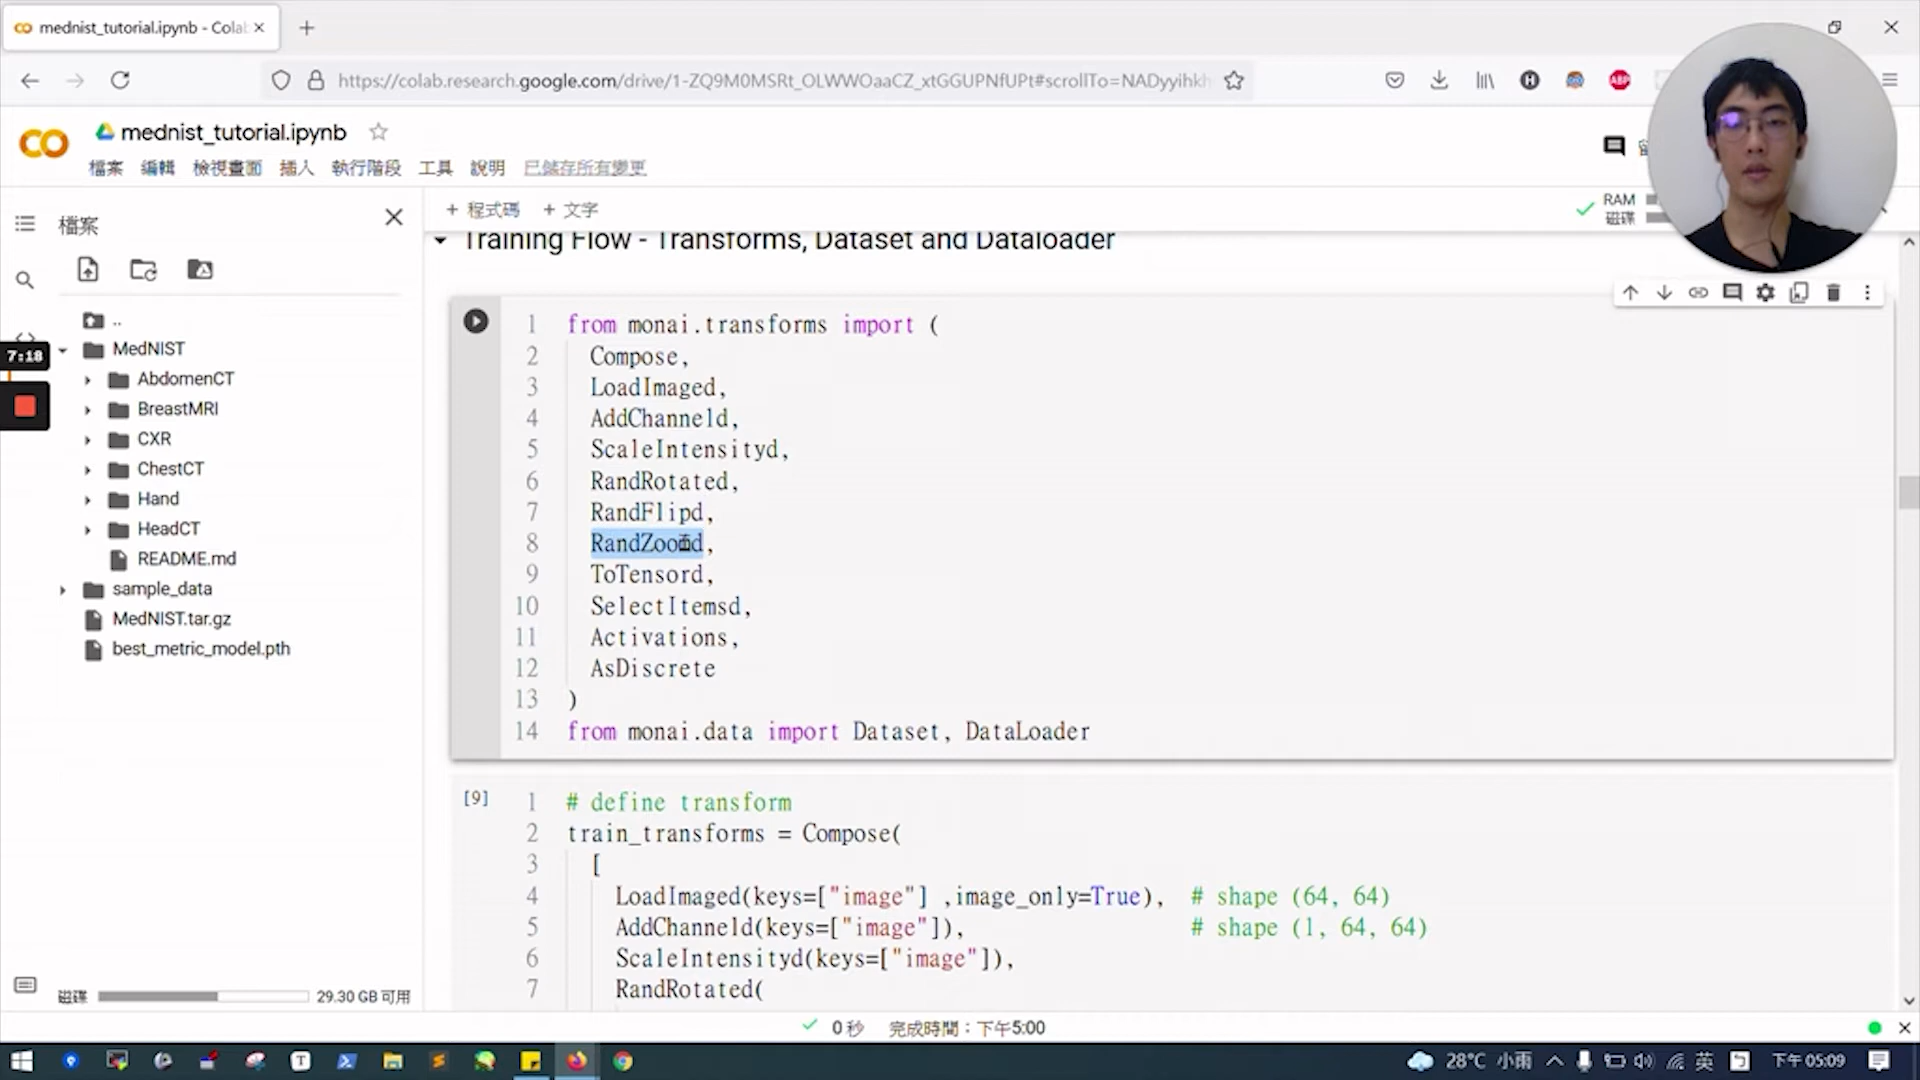 mednist_tutorial.ipynb - Colab
https://colab.research.google.com/drive/1-ZQ9M0MSRt_OLWWOaaCZ_xtGGUPNfUPt#scrollTo=NADyyihkh
mednist_tutorial.ipynb
檔案 編輯 檢視畫面 插入 執行階段 工具 說明 已儲存所有變更
檔案
+ 程式碼 + 文字
RAM
磁碟
Training Flow - Transforms, Dataset and Dataloader
7:18
..
MedNIST
AbdomenCT
BreastMRI
CXR
ChestCT
Hand
HeadCT
README.md
sample_data
MedNIST.tar.gz
best_metric_model.pth
磁碟 29.30 GB 可用
1 from monai.transforms import (
2 Compose,
3 LoadImaged,
4 AddChanneld,
5 ScaleIntensityd,
6 RandRotated,
7 RandFlipd,
8 RandZoomd,
9 ToTensord,
10 SelectItemsd,
11 Activations,
12 AsDiscrete
13 )
14 from monai.data import Dataset, DataLoader
[9] 1 # define transform
2 train_transforms = Compose(
3 [
4 LoadImaged(keys=["image"] ,image_only=True), # shape (64, 64)
5 AddChanneld(keys=["image"]), # shape (1, 64, 64)
6 ScaleIntensityd(keys=["image"]),
7 RandRotated(
0 秒 完成時間：下午5:00
28°C 小雨 英 下午 05:09